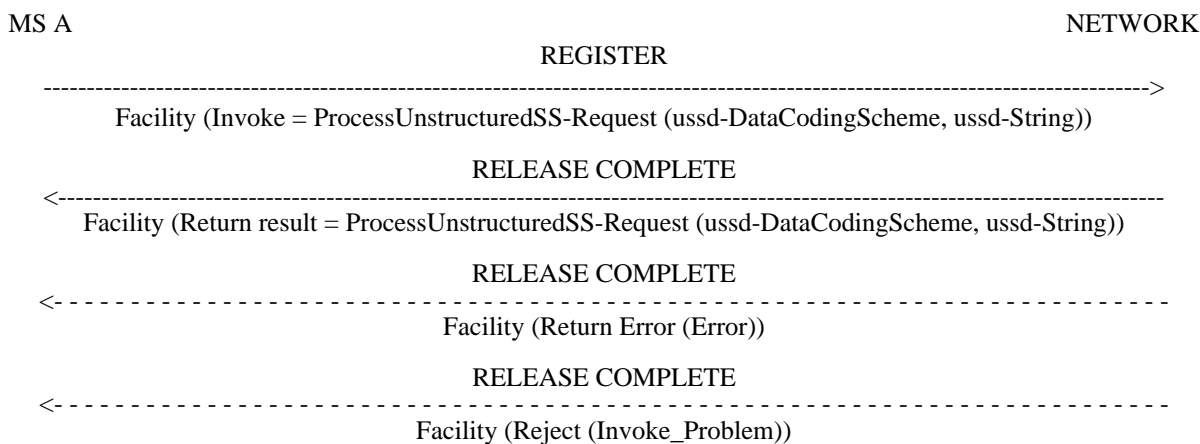 MS A NETWORK
REGISTER
------------------------------------------------------------------------------------------------------------------------------------>
Facility (Invoke = ProcessUnstructuredSS-Request (ussd-DataCodingScheme, ussd-String))
RELEASE COMPLETE
<------------------------------------------------------------------------------------------------------------------------------------
Facility (Return result = ProcessUnstructuredSS-Request (ussd-DataCodingScheme, ussd-String))
RELEASE COMPLETE
<- - - - - - - - - - - - - - - - - - - - - - - - - - - - - - - - - - - - - - - - - - - - - - - - - - - - - - - - - - - - - - - - - - - - - - - -
Facility (Return Error (Error))
RELEASE COMPLETE
<- - - - - - - - - - - - - - - - - - - - - - - - - - - - - - - - - - - - - - - - - - - - - - - - - - - - - - - - - - - - - - - - - - - - - - - -
Facility (Reject (Invoke_Problem))